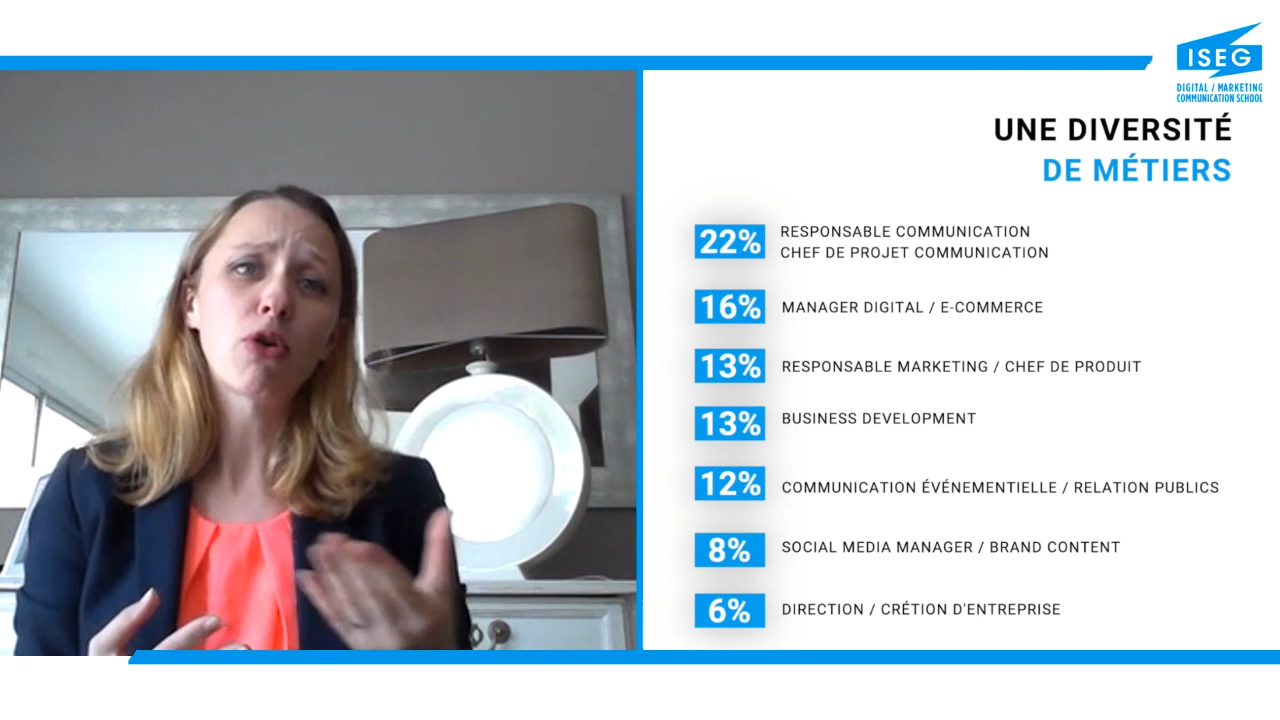 ISEG
DIGITAL / MARKETING
COMMUNICATION SCHOOL
UNE DIVERSITÉ
DE MÉTIERS
22% RESPONSABLE COMMUNICATION
CHEF DE PROJET COMMUNICATION
16% MANAGER DIGITAL / E-COMMERCE
13% RESPONSABLE MARKETING / CHEF DE PRODUIT
13% BUSINESS DEVELOPMENT
12% COMMUNICATION ÉVÉNEMENTIELLE / RELATION PUBLICS
8% SOCIAL MEDIA MANAGER / BRAND CONTENT
6% DIRECTION / CRÉTION D'ENTREPRISE